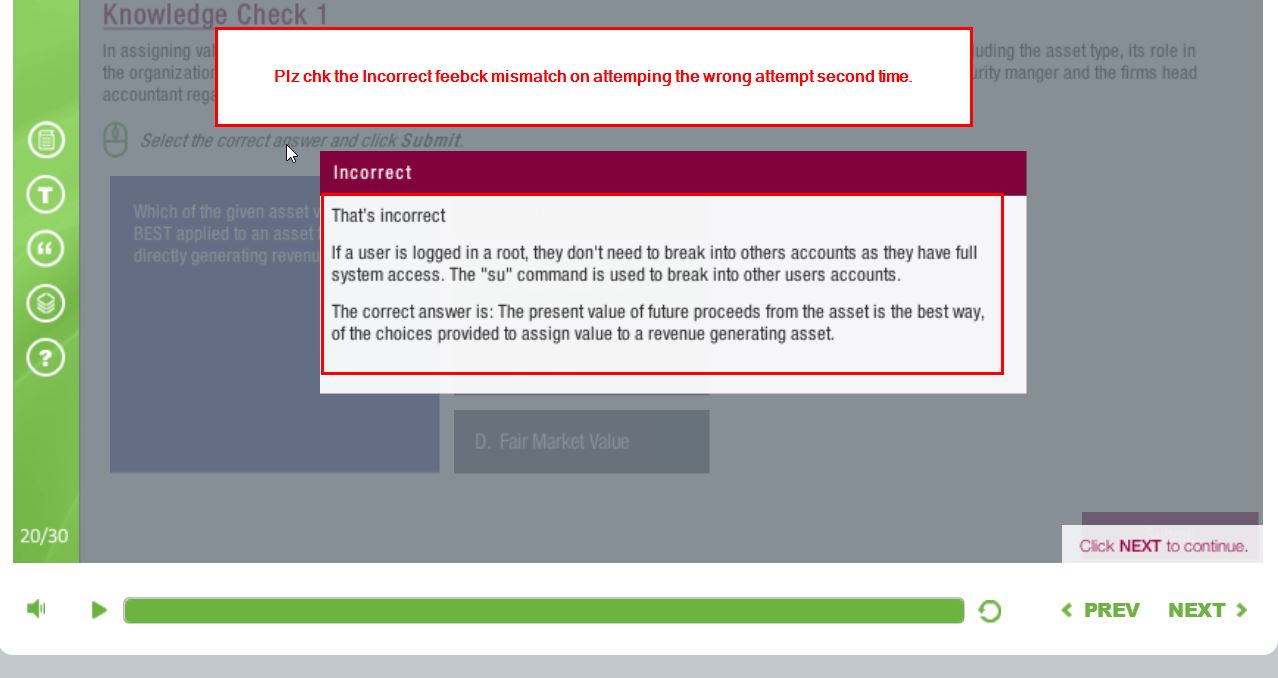 Knowledge Check 1
In assigning val uding the asset type, its role in
Plz chk the Incorrect feebck mismatch on attemping the wrong attempt second time.
the organization urity manger and the firms head
accountant rega
Select the correct answer and click Submit.
Incorrect
Which of the given asset v
BEST applied to an asset
directly generating revenu
That's incorrect
If a user is logged in a root, they don't need to break into others accounts as they have full
system access. The "su" command is used to break into other users accounts.
The correct answer is: The present value of future proceeds from the asset is the best way,
of the choices provided to assign value to a revenue generating asset.
D. Fair Market Value
20/30
Click NEXT to continue.
PREV NEXT